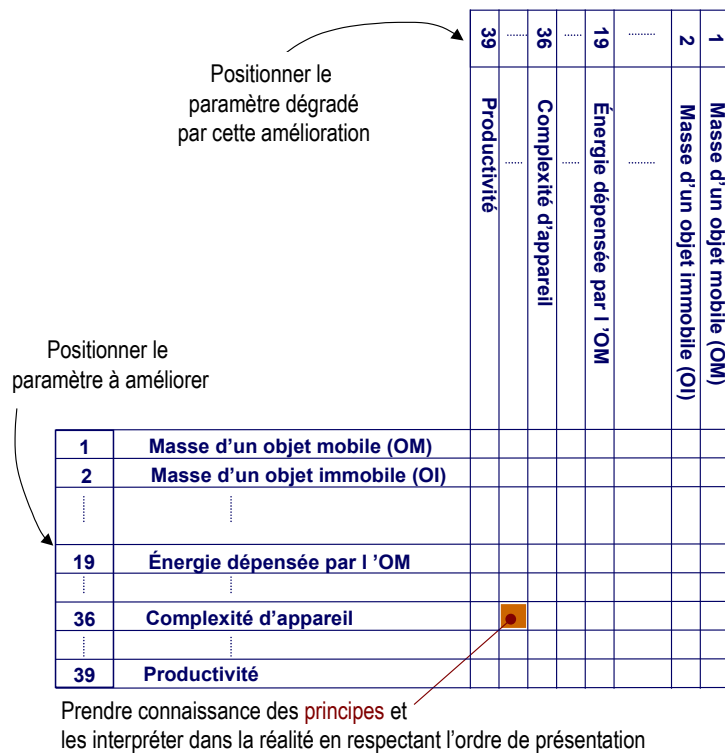 39 ...... 36 ...... 19 ......... 2 1
Positionner le
paramètre dégradé
par cette amélioration
Productivité
......
Complexité d'appareil
......
Énergie dépensée par l 'OM
.........
Masse d'un objet immobile (OI)
Masse d'un objet mobile (OM)
Positionner le
paramètre à améliorer
1 Masse d'un objet mobile (OM)
2 Masse d'un objet immobile (OI)
19 Énergie dépensée par l 'OM
36 Complexité d'appareil
39 Productivité
Prendre connaissance des principes et
les interpréter dans la réalité en respectant l'ordre de présentation